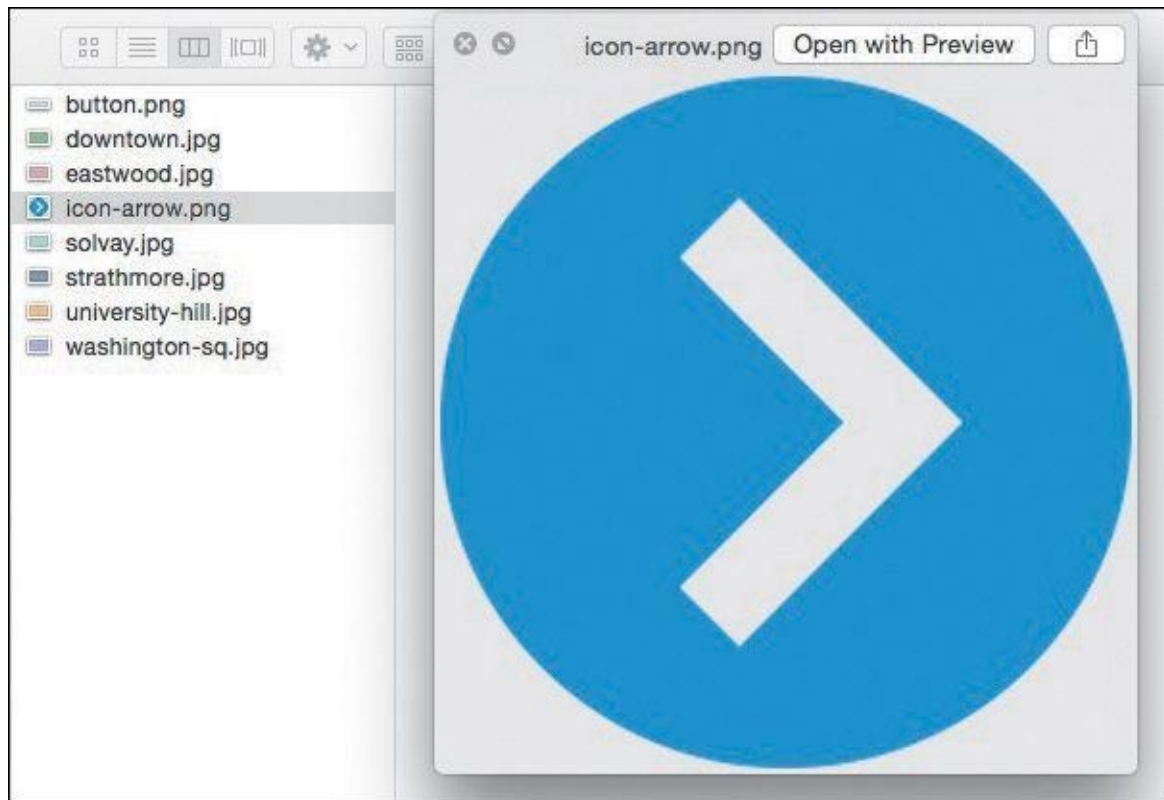 icon-arrow.png Open with Preview
button.png
downtown.jpg
eastwood.jpg
icon-arrow.png
solvay.jpg
strathmore.jpg
university-hill.jpg
washington-sq.jpg